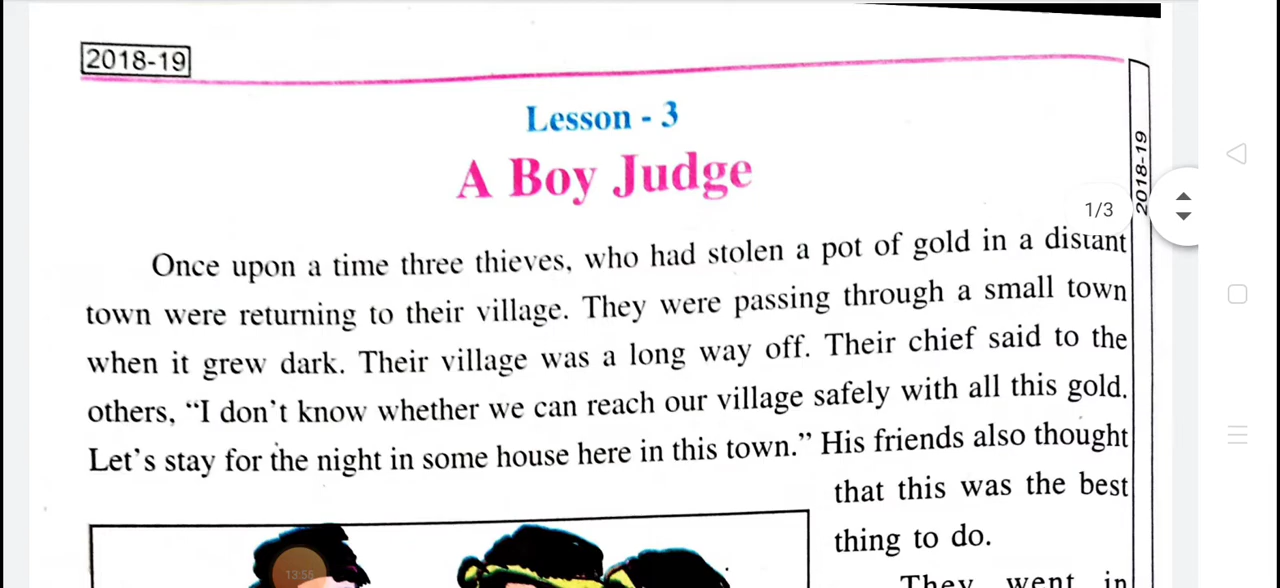 2018-19
Lesson - 3
A Boy Judge
2018-19
1/3
Once upon a time three thieves, who had stolen a pot of gold in a distant
town were returning to their village. They were passing through a small town
when it grew dark. Their village was a long way off. Their chief said to the
others, “I don’t know whether we can reach our village safely with all this gold.
Let’s stay for the night in some house here in this town.” His friends also thought
that this was the best
thing to do.
They went in
13:55